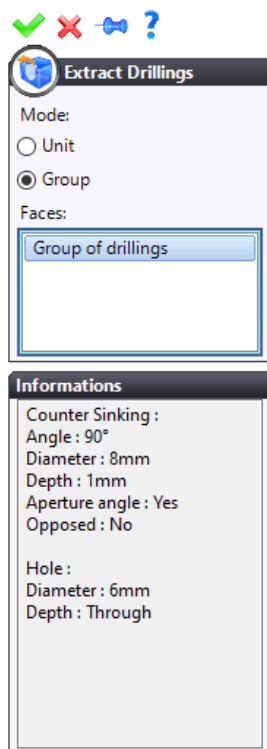 ?
Extract Drillings
Mode:
Unit
Group
Faces:
Group of drillings
Informations
Counter Sinking :
Angle : 90°
Diameter : 8mm
Depth : 1mm
Aperture angle : Yes
Opposed : No
Hole :
Diameter : 6mm
Depth : Through